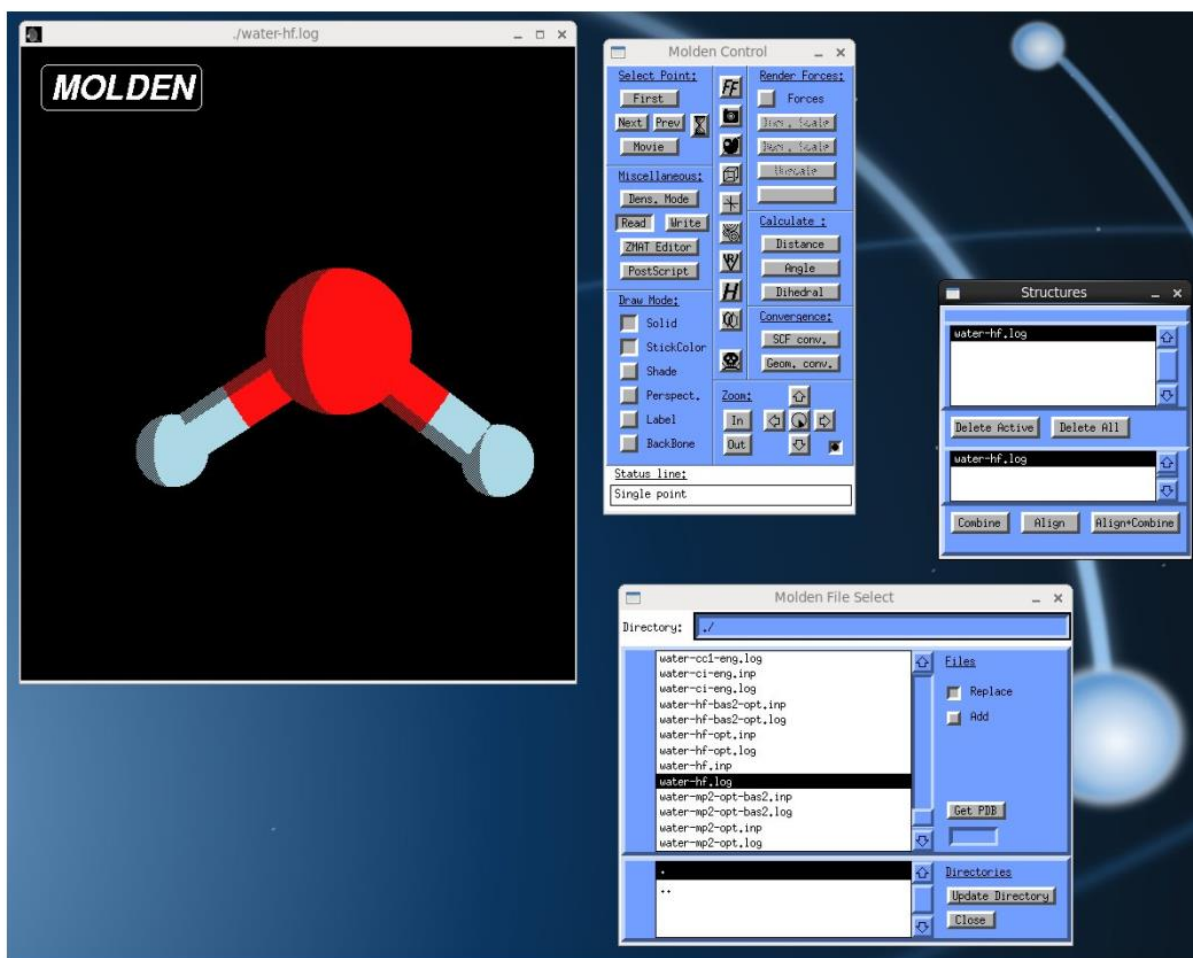 ./water-hf.log
MOLDEN
Molden Control
Select Point:
First
Next Prev
Movie
Miscellaneous:
Dens. Mode
Read Write
ZMAT Editor
PostScript
Draw Mode:
Solid
StickColor
Shade
Perspect.
Label
BackBone
FF
H
Render Forces:
Forces
Calculate :
Distance
Angle
Dihedral
Convergence:
SCF conv.
Geom. conv.
Zoom:
In
Out
Status line:
Single point
Structures
water-hf.log
Delete Active Delete All
water-hf.log
Combine Align Align+Combine
Molden File Select
Directory: ./
water-cc1-eng.log
water-ci-eng.inp
water-ci-eng.log
water-hf-bas2-opt.inp
water-hf-bas2-opt.log
water-hf-opt.inp
water-hf-opt.log
water-hf.inp
water-hf.log
water-mp2-opt-bas2.inp
water-mp2-opt-bas2.log
water-mp2-opt.inp
water-mp2-opt.log
Files
Replace
Add
Get PDB
.
..
Directories
Update Directory
Close